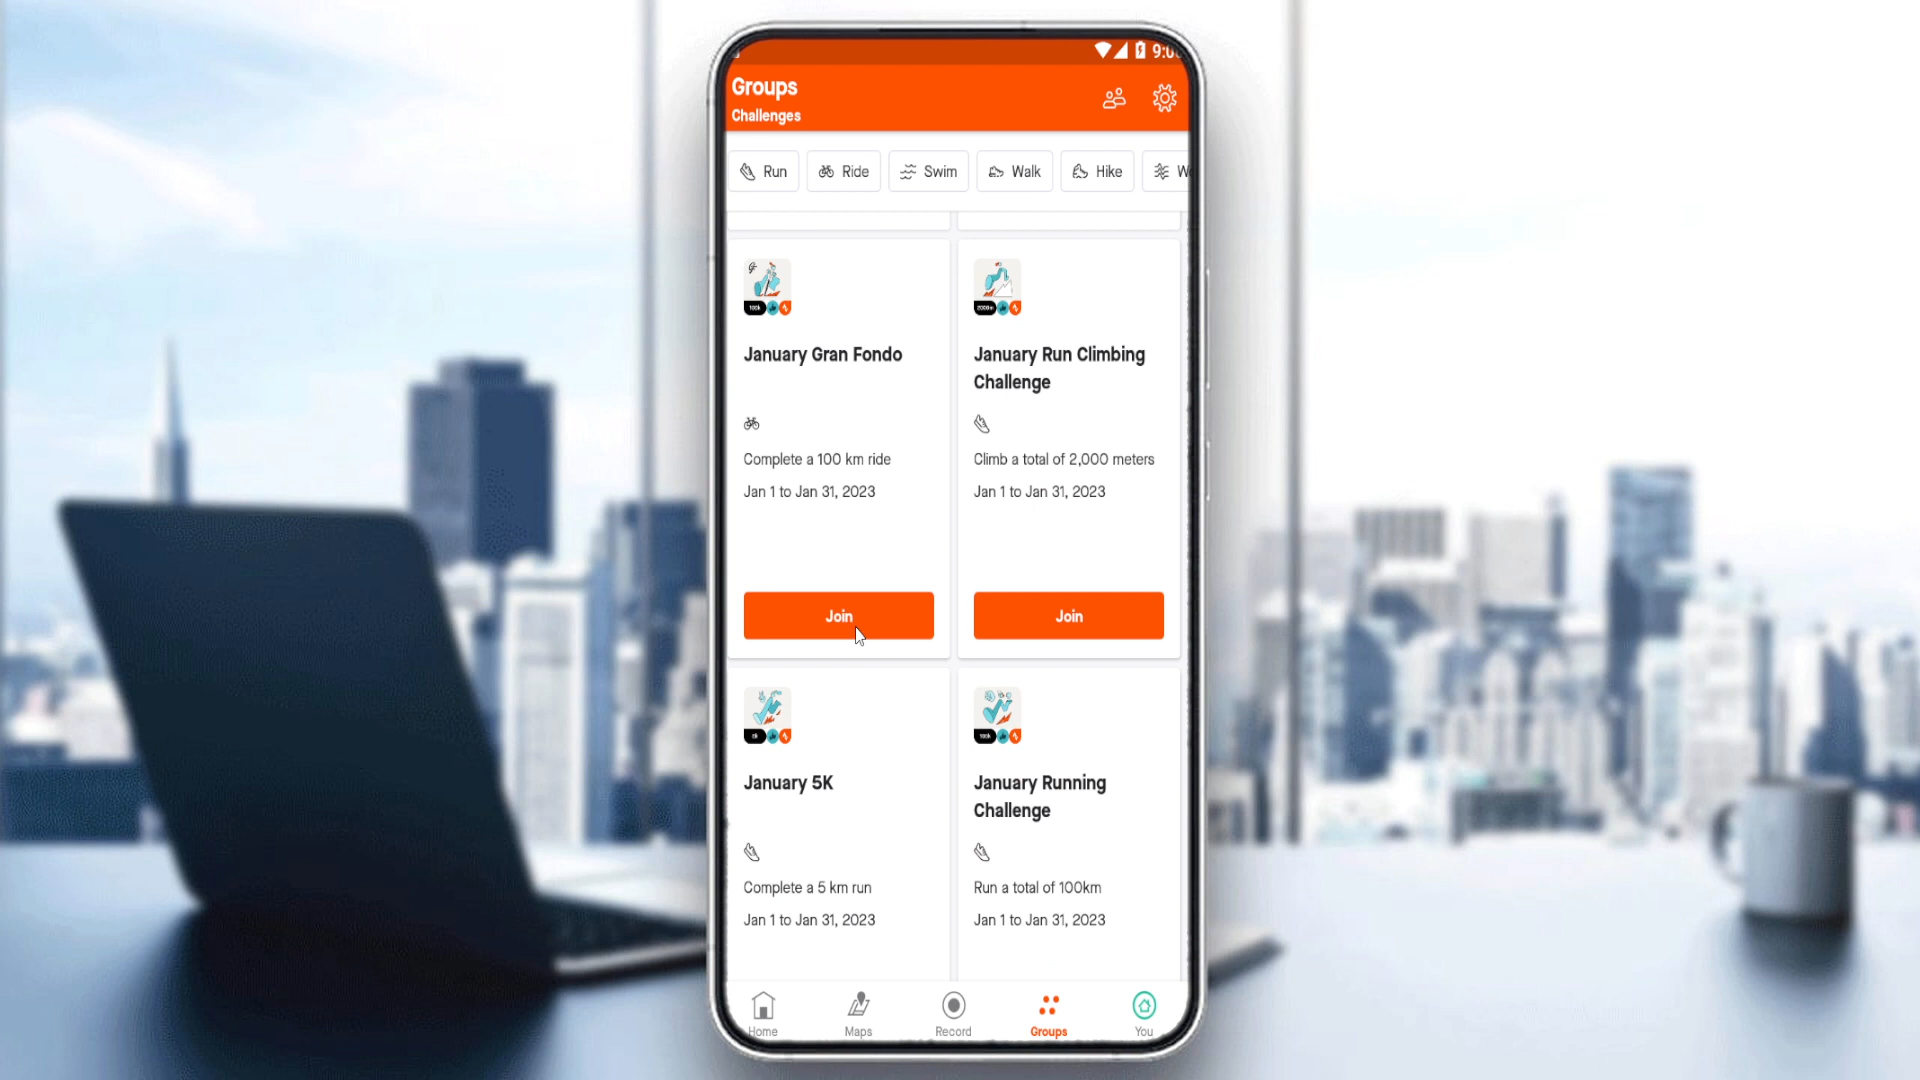 9:0
Groups
Challenges
Run
Ride
Swim
Walk
Hike
W
January Gran Fondo
Complete a 100 km ride
Jan 1 to Jan 31, 2023
Join
January Run Climbing
Challenge
Climb a total of 2,000 meters
Jan 1 to Jan 31, 2023
Join
January 5K
Complete a 5 km run
Jan 1 to Jan 31, 2023
January Running
Challenge
Run a total of 100km
Jan 1 to Jan 31, 2023
Home
Maps
Record
Groups
You